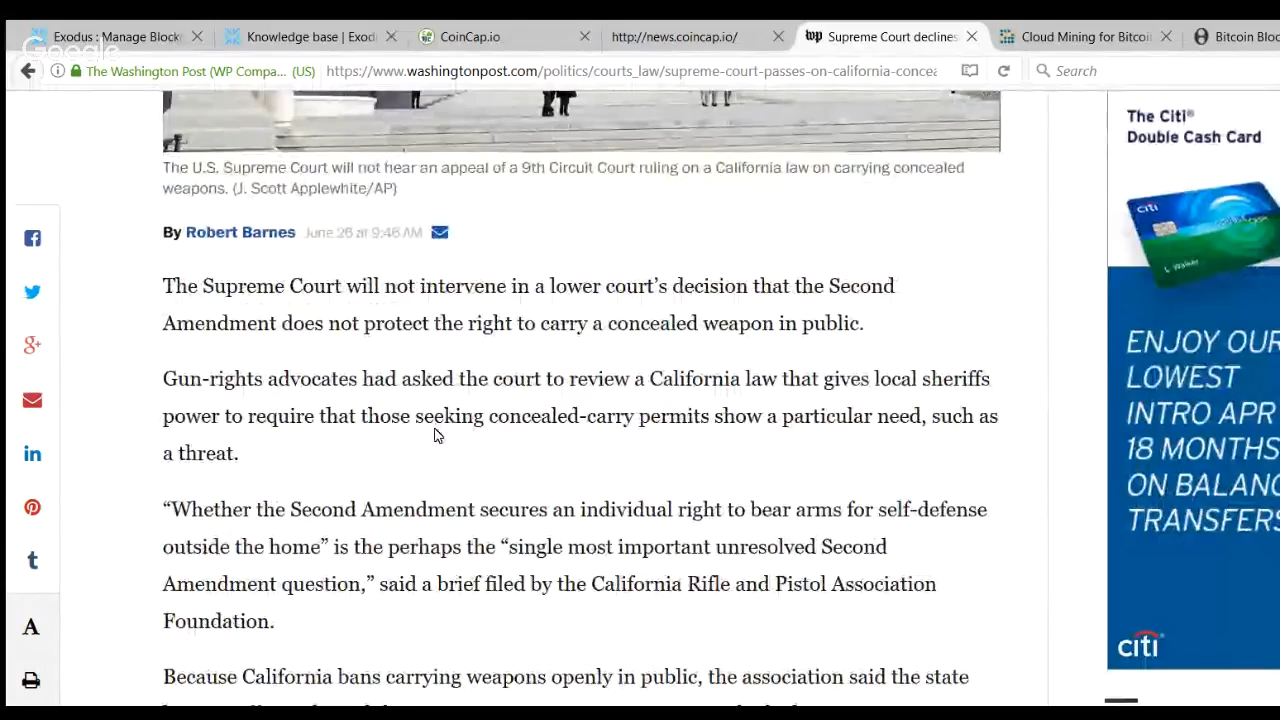 Exodus : Manage Block
Knowledge base | Exod
CoinCap.io
http://news.coincap.io/
wp Supreme Court declines
Cloud Mining for Bitcoi
Bitcoin Bloc
Google
The Washington Post (WP Compa... (US)
https://www.washingtonpost.com/politics/courts_law/supreme-court-passes-on-california-concea
Search
The Citi®
Double Cash Card
citi
The U.S. Supreme Court will not hear an appeal of a 9th Circuit Court ruling on a California law on carrying concealed
weapons. (J. Scott Applewhite/AP)
By Robert Barnes June 26 at 9:46 AM
The Supreme Court will not intervene in a lower court's decision that the Second
Amendment does not protect the right to carry a concealed weapon in public.
Gun-rights advocates had asked the court to review a California law that gives local sheriffs
power to require that those seeking concealed-carry permits show a particular need, such as
a threat.
“Whether the Second Amendment secures an individual right to bear arms for self-defense
outside the home” is the perhaps the “single most important unresolved Second
Amendment question,” said a brief filed by the California Rifle and Pistol Association
Foundation.
Because California bans carrying weapons openly in public, the association said the state
ENJOY OUR
LOWEST
INTRO APR
18 MONTHS
ON BALANC
TRANSFERS
citi
A